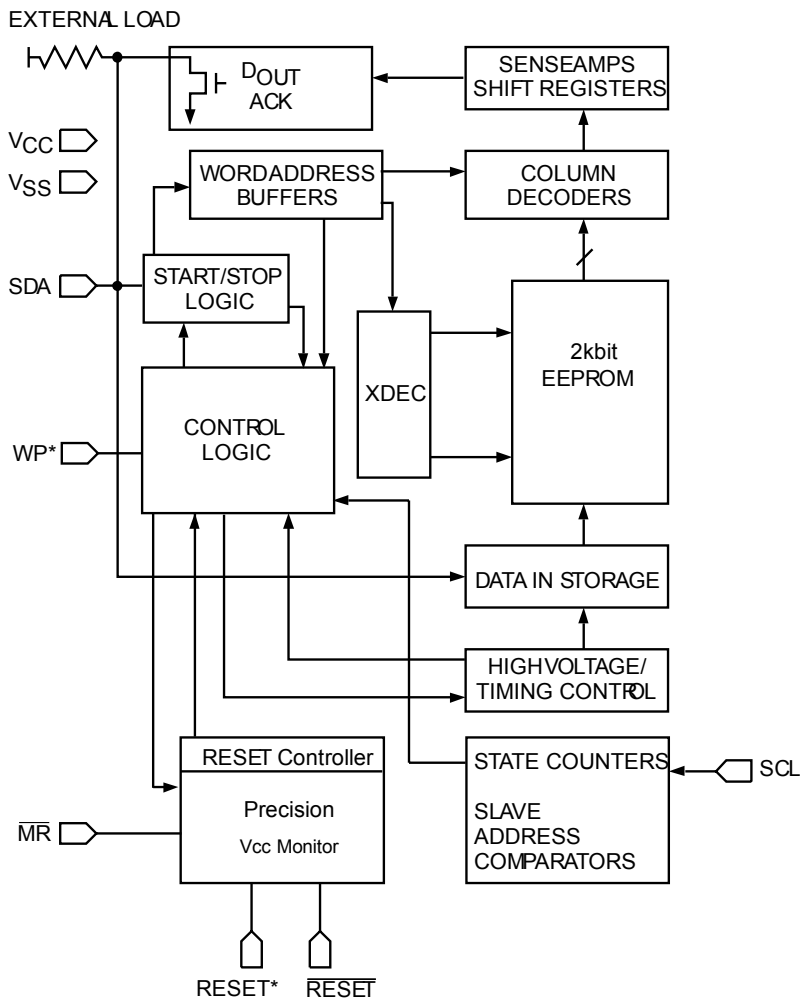 EXTERNAL LOAD
DOUT
ACK
SENSEAMPS
SHIFT REGISTERS
VCC
VSS
WORDADDRESS
BUFFERS
COLUMN
DECODERS
SDA
START/STOP
LOGIC
2kbit
EEPROM
XDEC
WP*
CONTROL
LOGIC
DATA IN STORAGE
HIGHVOLTAGE/
TIMING CONTROL
RESET Controller
Precision
Vcc Monitor
STATE COUNTERS
SLAVE
ADDRESS
COMPARATORS
SCL
MR
RESET*
RESET